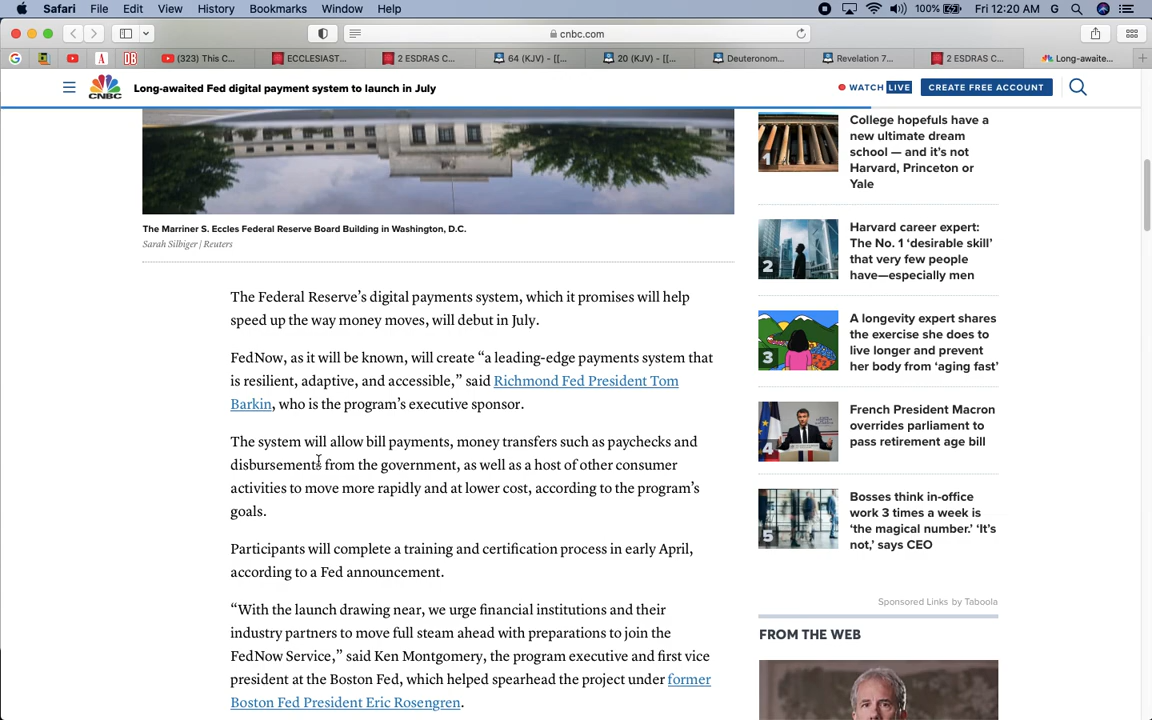 Safari File Edit View History Bookmarks Window Help 100% Fri 12:20 AM G
cnbc.com
(323) This C... ECCLESIAST... 2 ESDRAS C... 64 (KJV) - [[... 20 (KJV) - [[... Deuteronom... Revelation 7... 2 ESDRAS C... Long-awaite...
CNBC Long-awaited Fed digital payment system to launch in July WATCH LIVE CREATE FREE ACCOUNT
The Marriner S. Eccles Federal Reserve Board Building in Washington, D.C.
Sarah Silbiger | Reuters
The Federal Reserve’s digital payments system, which it promises will help
speed up the way money moves, will debut in July.
FedNow, as it will be known, will create “a leading-edge payments system that
is resilient, adaptive, and accessible,” said Richmond Fed President Tom
Barkin, who is the program’s executive sponsor.
The system will allow bill payments, money transfers such as paychecks and
disbursements from the government, as well as a host of other consumer
activities to move more rapidly and at lower cost, according to the program’s
goals.
Participants will complete a training and certification process in early April,
according to a Fed announcement.
“With the launch drawing near, we urge financial institutions and their
industry partners to move full steam ahead with preparations to join the
FedNow Service,” said Ken Montgomery, the program executive and first vice
president at the Boston Fed, which helped spearhead the project under former
Boston Fed President Eric Rosengren.
1
College hopefuls have a
new ultimate dream
school — and it’s not
Harvard, Princeton or
Yale
2
Harvard career expert:
The No. 1 ‘desirable skill’
that very few people
have—especially men
3
A longevity expert shares
the exercise she does to
live longer and prevent
her body from ‘aging fast’
4
French President Macron
overrides parliament to
pass retirement age bill
5
Bosses think in-office
work 3 times a week is
‘the magical number.’ ‘It’s
not,’ says CEO
Sponsored Links by Taboola
FROM THE WEB